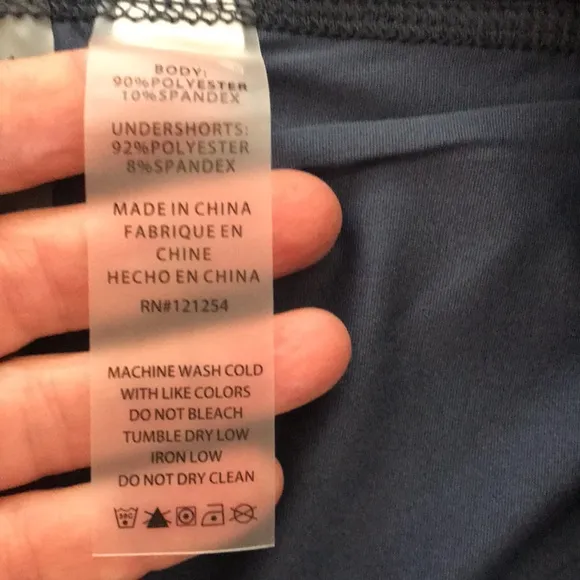 BODY:
90%POLYESTER
10%SPANDEX
UNDERSHORTS:
92%POLYESTER
8%SPANDEX
MADE IN CHINA
FABRIQUE EN
CHINE
HECHO EN CHINA
RN#121254
MACHINE WASH COLD
WITH LIKE COLORS
DO NOT BLEACH
TUMBLE DRY LOW
IRON LOW
DO NOT DRY CLEAN